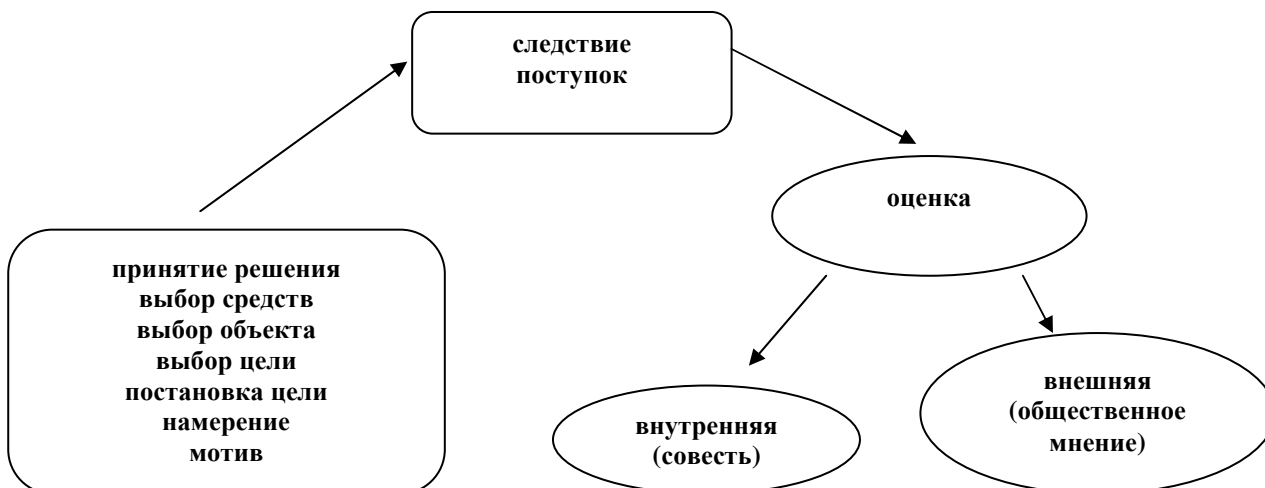 следствие
поступок
оценка
принятие решения
выбор средств
выбор объекта
выбор цели
постановка цели
намерение
мотив
внутренняя
(совесть)
внешняя
(общественное
мнение)